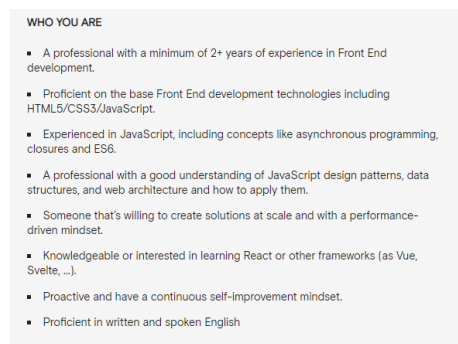 WHO YOU ARE
▪ A professional with a minimum of 2+ years of experience in Front End
development.
▪ Proficient on the base Front End development technologies including
HTML5/CSS3/JavaScript.
▪ Experienced in JavaScript, including concepts like asynchronous programming,
closures and ES6.
▪ A professional with a good understanding of JavaScript design patterns, data
structures, and web architecture and how to apply them.
▪ Someone that's willing to create solutions at scale and with a performance-
driven mindset.
▪ Knowledgeable or interested in learning React or other frameworks (as Vue,
Svelte, ...).
▪ Proactive and have a continuous self-improvement mindset.
▪ Proficient in written and spoken English